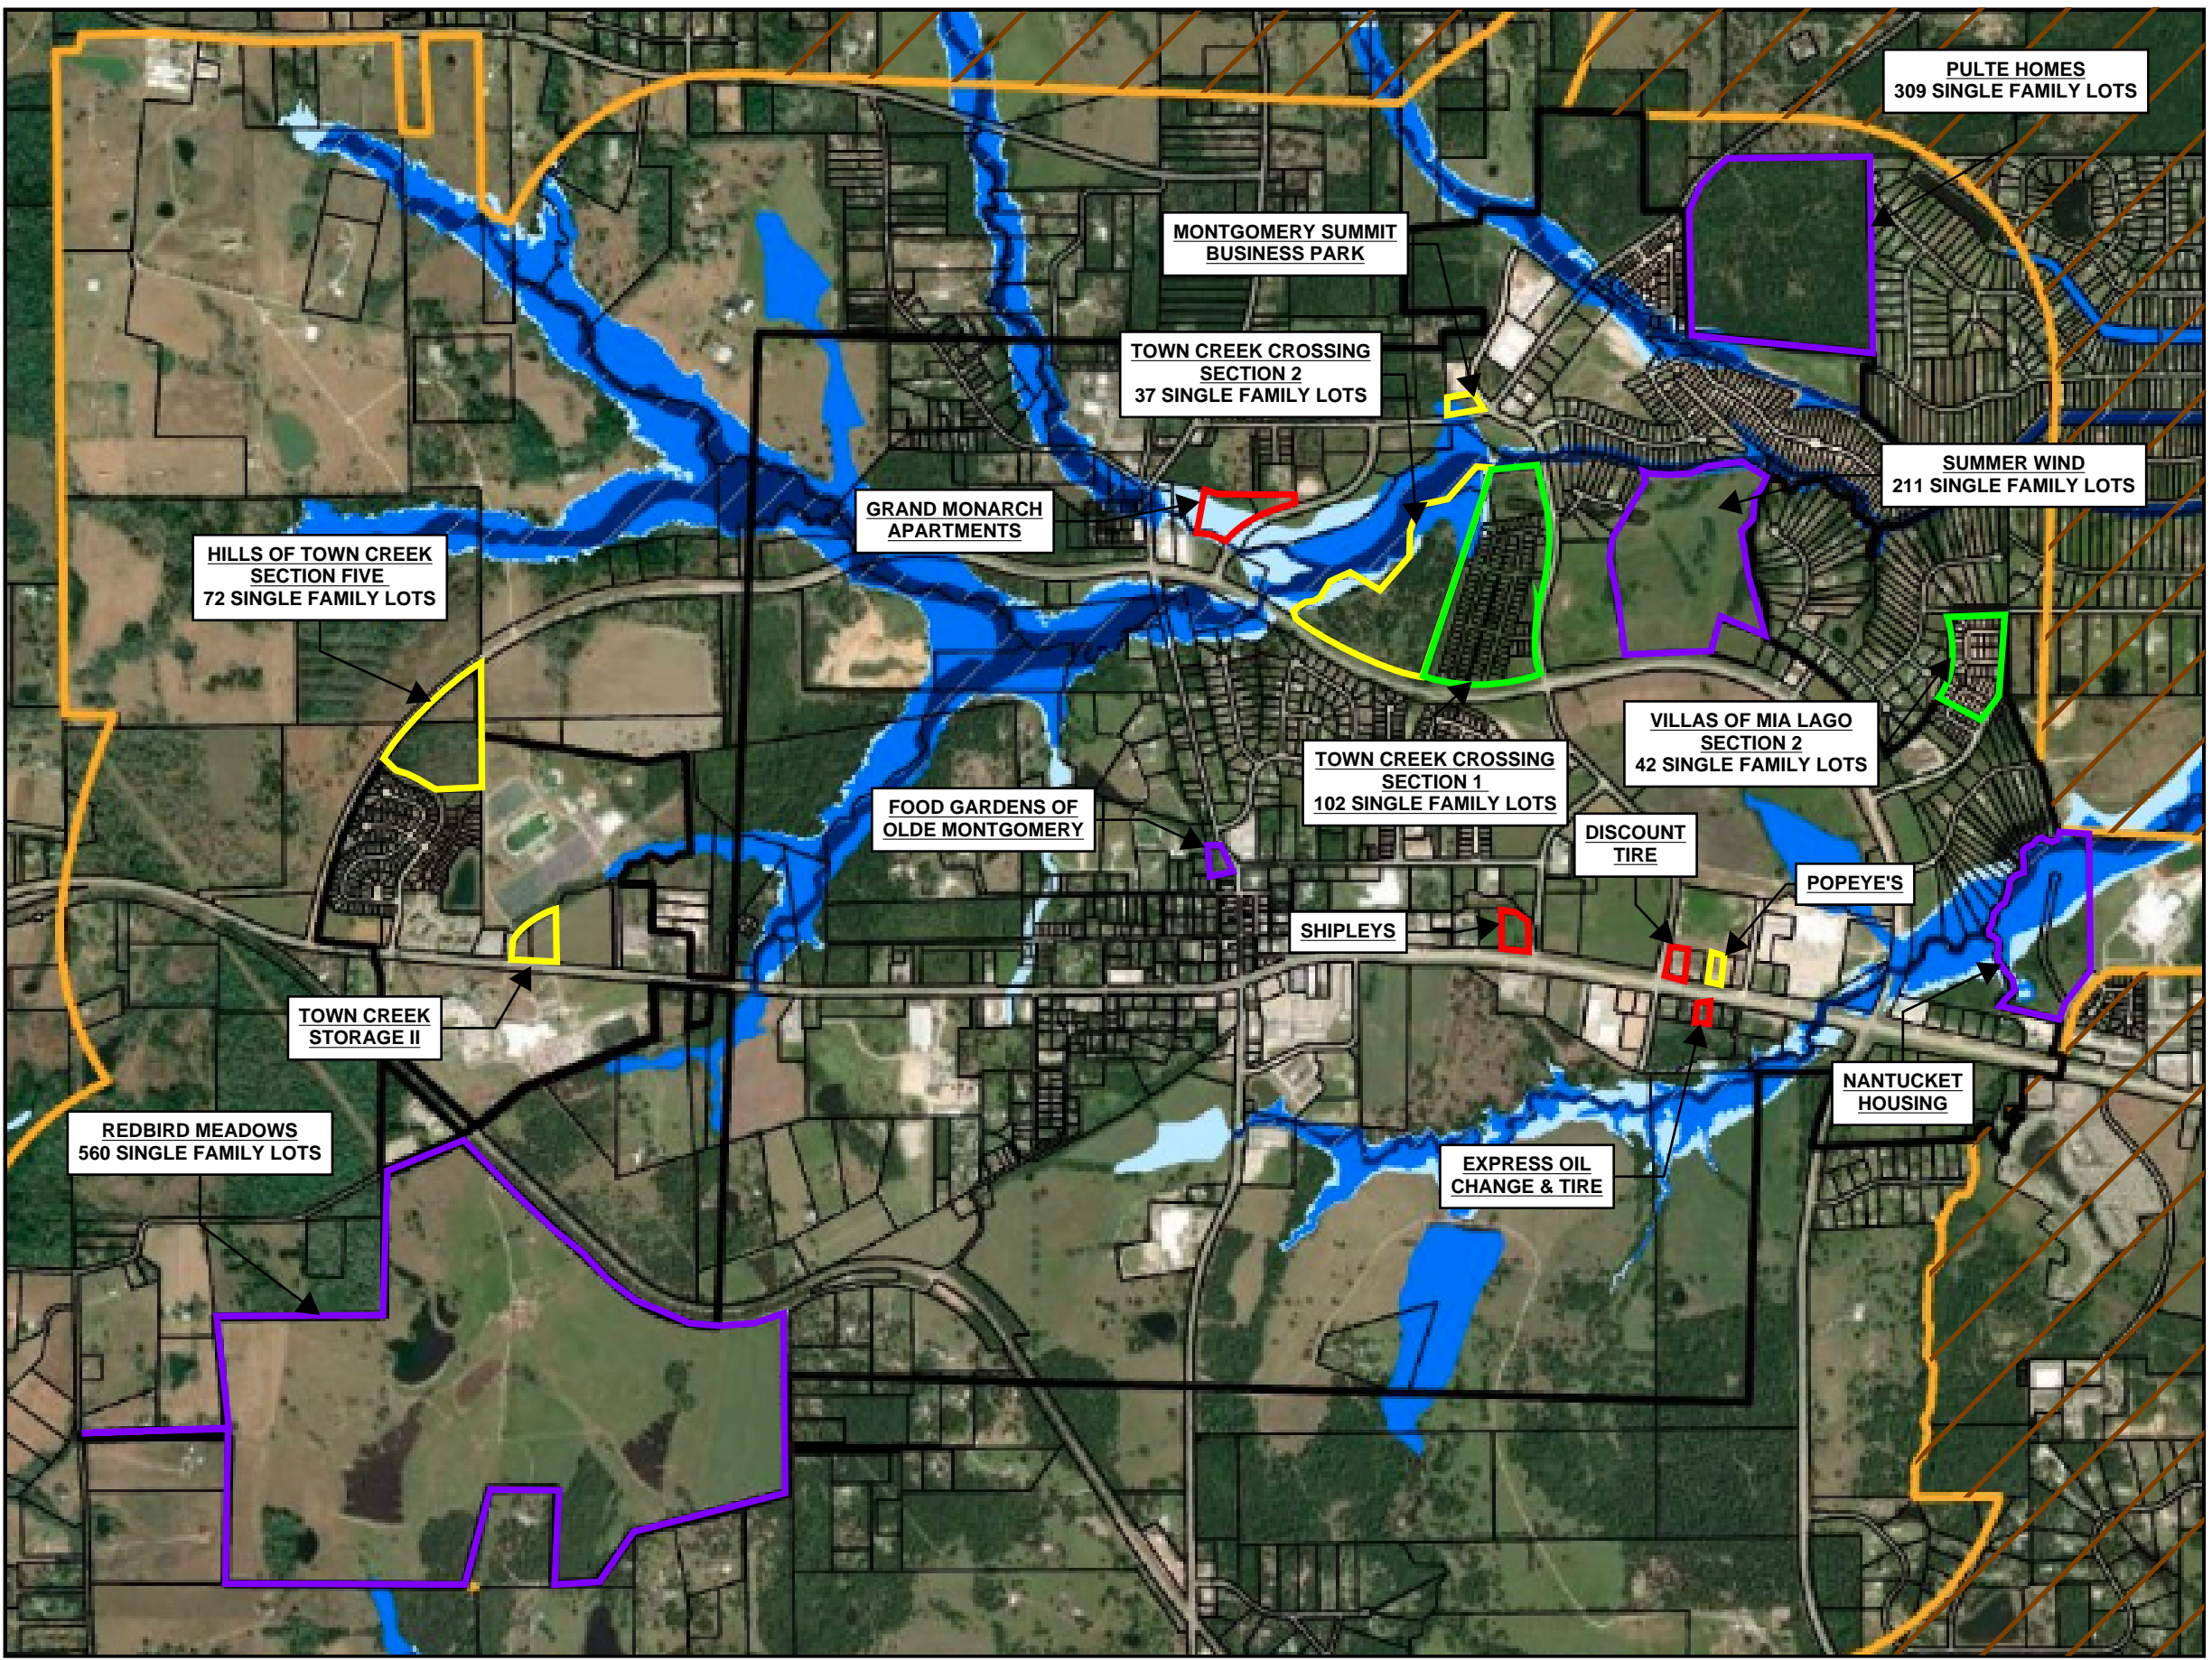 PULTE HOMES
309 SINGLE FAMILY LOTS
MONTGOMERY SUMMIT
BUSINESS PARK
TOWN CREEK CROSSING
SECTION 2
37 SINGLE FAMILY LOTS
SUMMER WIND
211 SINGLE FAMILY LOTS
GRAND MONARCH
APARTMENTS
HILLS OF TOWN CREEK
SECTION FIVE
72 SINGLE FAMILY LOTS
VILLAS OF MIA LAGO
SECTION 2
42 SINGLE FAMILY LOTS
TOWN CREEK CROSSING
SECTION 1
102 SINGLE FAMILY LOTS
FOOD GARDENS OF
OLDE MONTGOMERY
DISCOUNT
TIRE
POPEYE'S
SHIPLEYS
TOWN CREEK
STORAGE II
NANTUCKET
HOUSING
REDBIRD MEADOWS
560 SINGLE FAMILY LOTS
EXPRESS OIL
CHANGE & TIRE